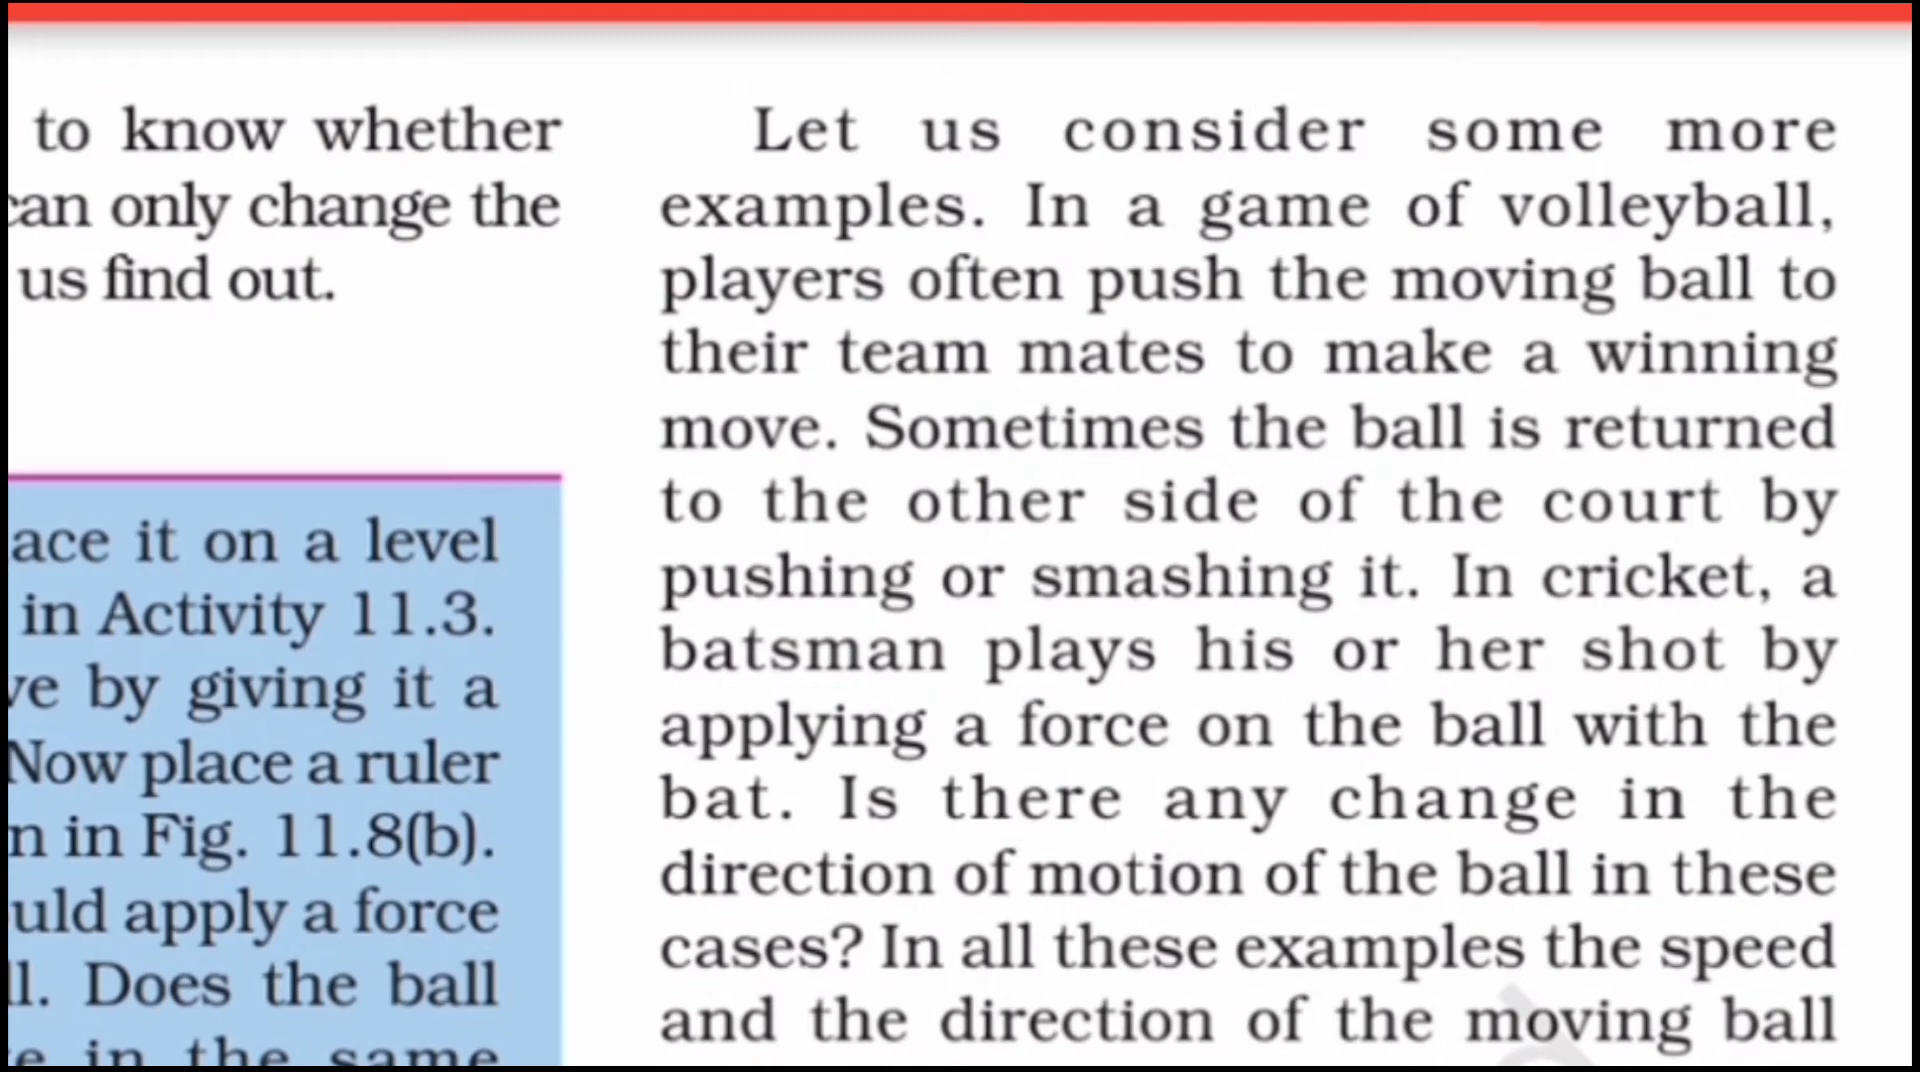 to know whether
can only change the
us find out.
ace it on a level
in Activity 11.3.
ve by giving it a
Now place a ruler
n in Fig. 11.8(b).
uld apply a force
ll. Does the ball
e in the same
Let us consider some more
examples. In a game of volleyball,
players often push the moving ball to
their team mates to make a winning
move. Sometimes the ball is returned
to the other side of the court by
pushing or smashing it. In cricket, a
batsman plays his or her shot by
applying a force on the ball with the
bat. Is there any change in the
direction of motion of the ball in these
cases? In all these examples the speed
and the direction of the moving ball